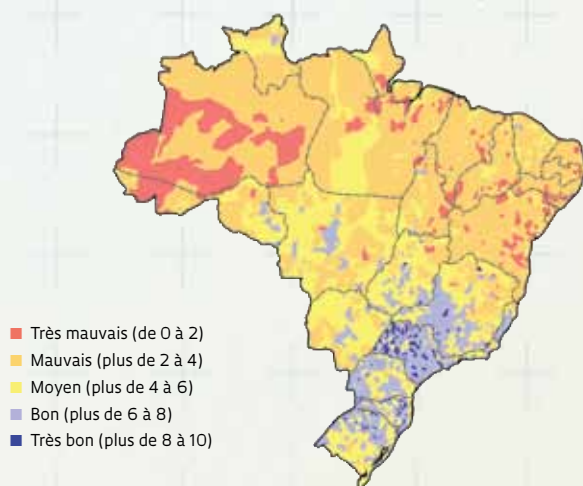 Très mauvais (de 0 à 2)
Mauvais (plus de 2 à 4)
Moyen (plus de 4 à 6)
Bon (plus de 6 à 8)
Très bon (plus de 8 à 10)